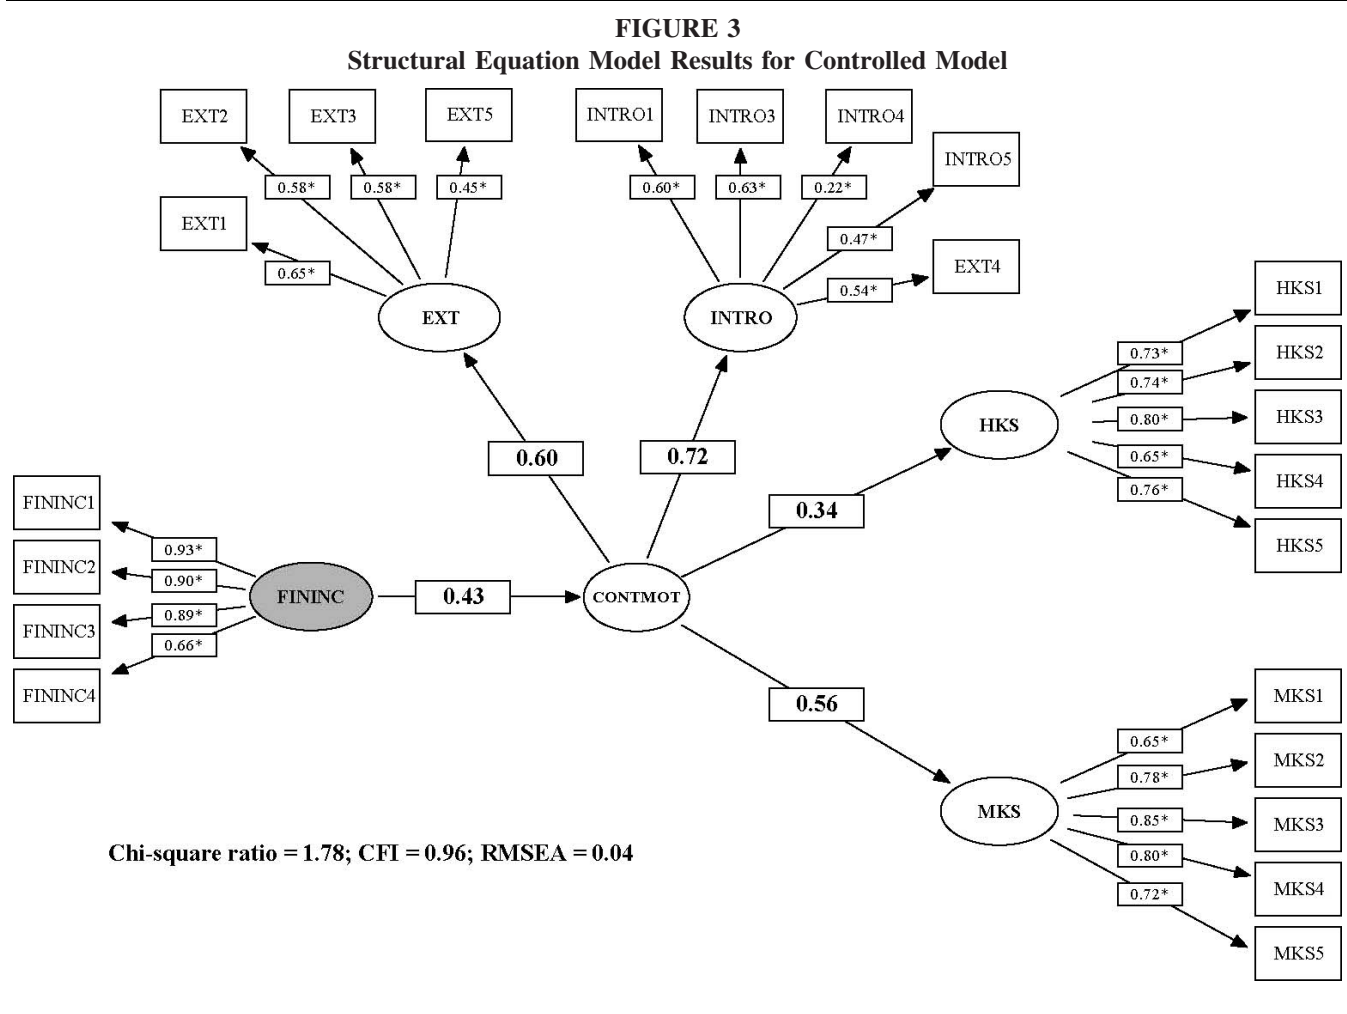 FIGURE 3
Structural Equation Model Results for Controlled Model
EXT2
EXT3
EXT5
INTRO1
INTRO3
INTRO4
INTRO5
0.58*
0.58*
0.45*
0.60*
0.63*
0.22*
EXT1
0.47*
0.65*
EXT4
0.54*
HKS1
EXT
INTRO
0.73*
HKS2
0.74*
HKS3
0.80*
HKS
0.65*
HKS4
0.76*
HKS5
0.60
0.72
0.34
FININC1
0.93*
FININC2
0.90*
FININC
0.43
CONTMOT
0.89*
FININC3
0.66*
FININC4
0.56
MKS1
0.65*
MKS2
0.78*
MKS
MKS3
0.85*
0.80*
MKS4
0.72*
MKS5
Chi-square ratio = 1.78; CFI = 0.96; RMSEA = 0.04